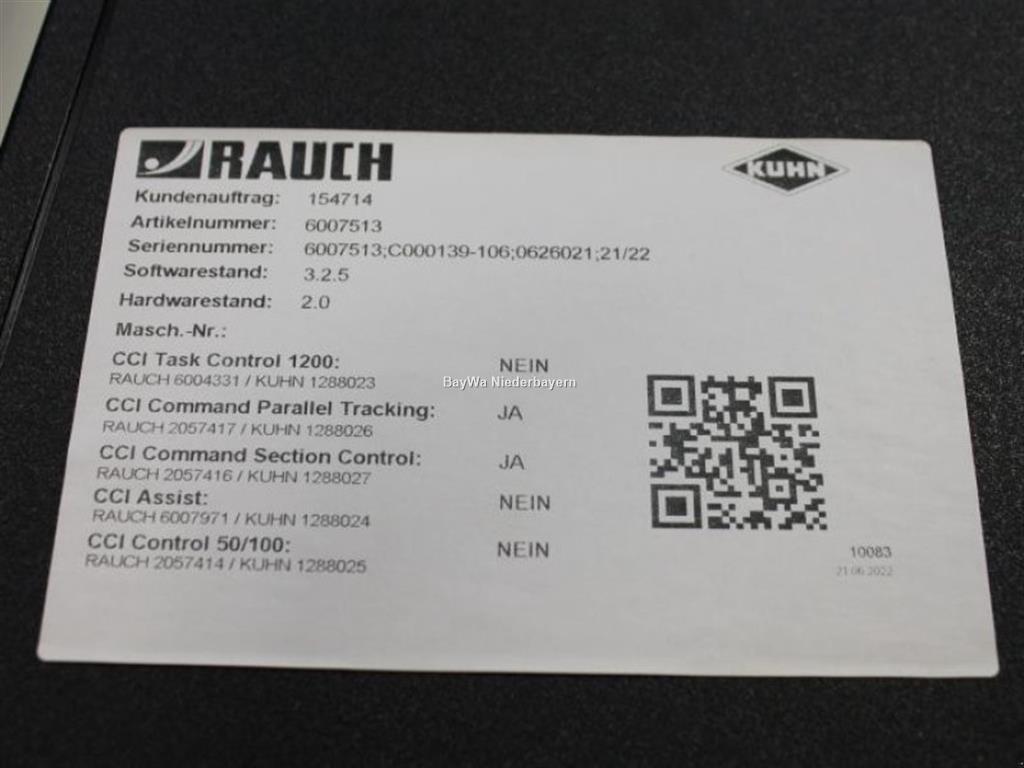 RAUCH
KUHN
Kundenauftrag: 154714
Artikelnummer: 6007513
Seriennummer: 6007513;C000139-106;0626021;21/22
Softwarestand: 3.2.5
Hardwarestand: 2.0
Masch.-Nr.:
CCI Task Control 1200: NEIN
RAUCH 6004331 / KUHN 1288023
BayWa Niederbayern
CCI Command Parallel Tracking: JA
RAUCH 2057417 / KUHN 1288026
CCI Command Section Control: JA
RAUCH 2057416 / KUHN 1288027
CCI Assist: NEIN
RAUCH 6007971 / KUHN 1288024
CCI Control 50/100: NEIN
RAUCH 2057414 / KUHN 1288025
10083
21.06.2022